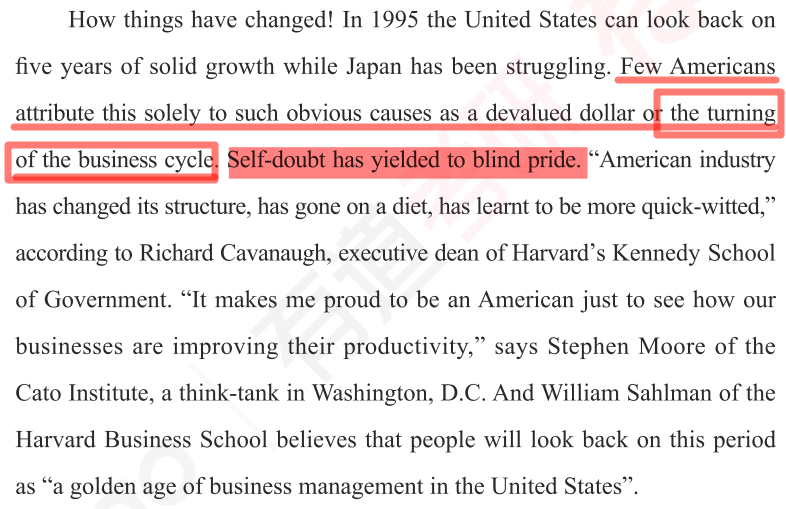 How things have changed! In 1995 the United States can look back on
five years of solid growth while Japan has been struggling. Few Americans
attribute this solely to such obvious causes as a devalued dollar or the turning
of the business cycle. Self-doubt has yielded to blind pride. “American industry
has changed its structure, has gone on a diet, has learnt to be more quick-witted,”
according to Richard Cavanaugh, executive dean of Harvard’s Kennedy School
of Government. “It makes me proud to be an American just to see how our
businesses are improving their productivity,” says Stephen Moore of the
Cato Institute, a think-tank in Washington, D.C. And William Sahlman of the
Harvard Business School believes that people will look back on this period
as “a golden age of business management in the United States”.
有道考研